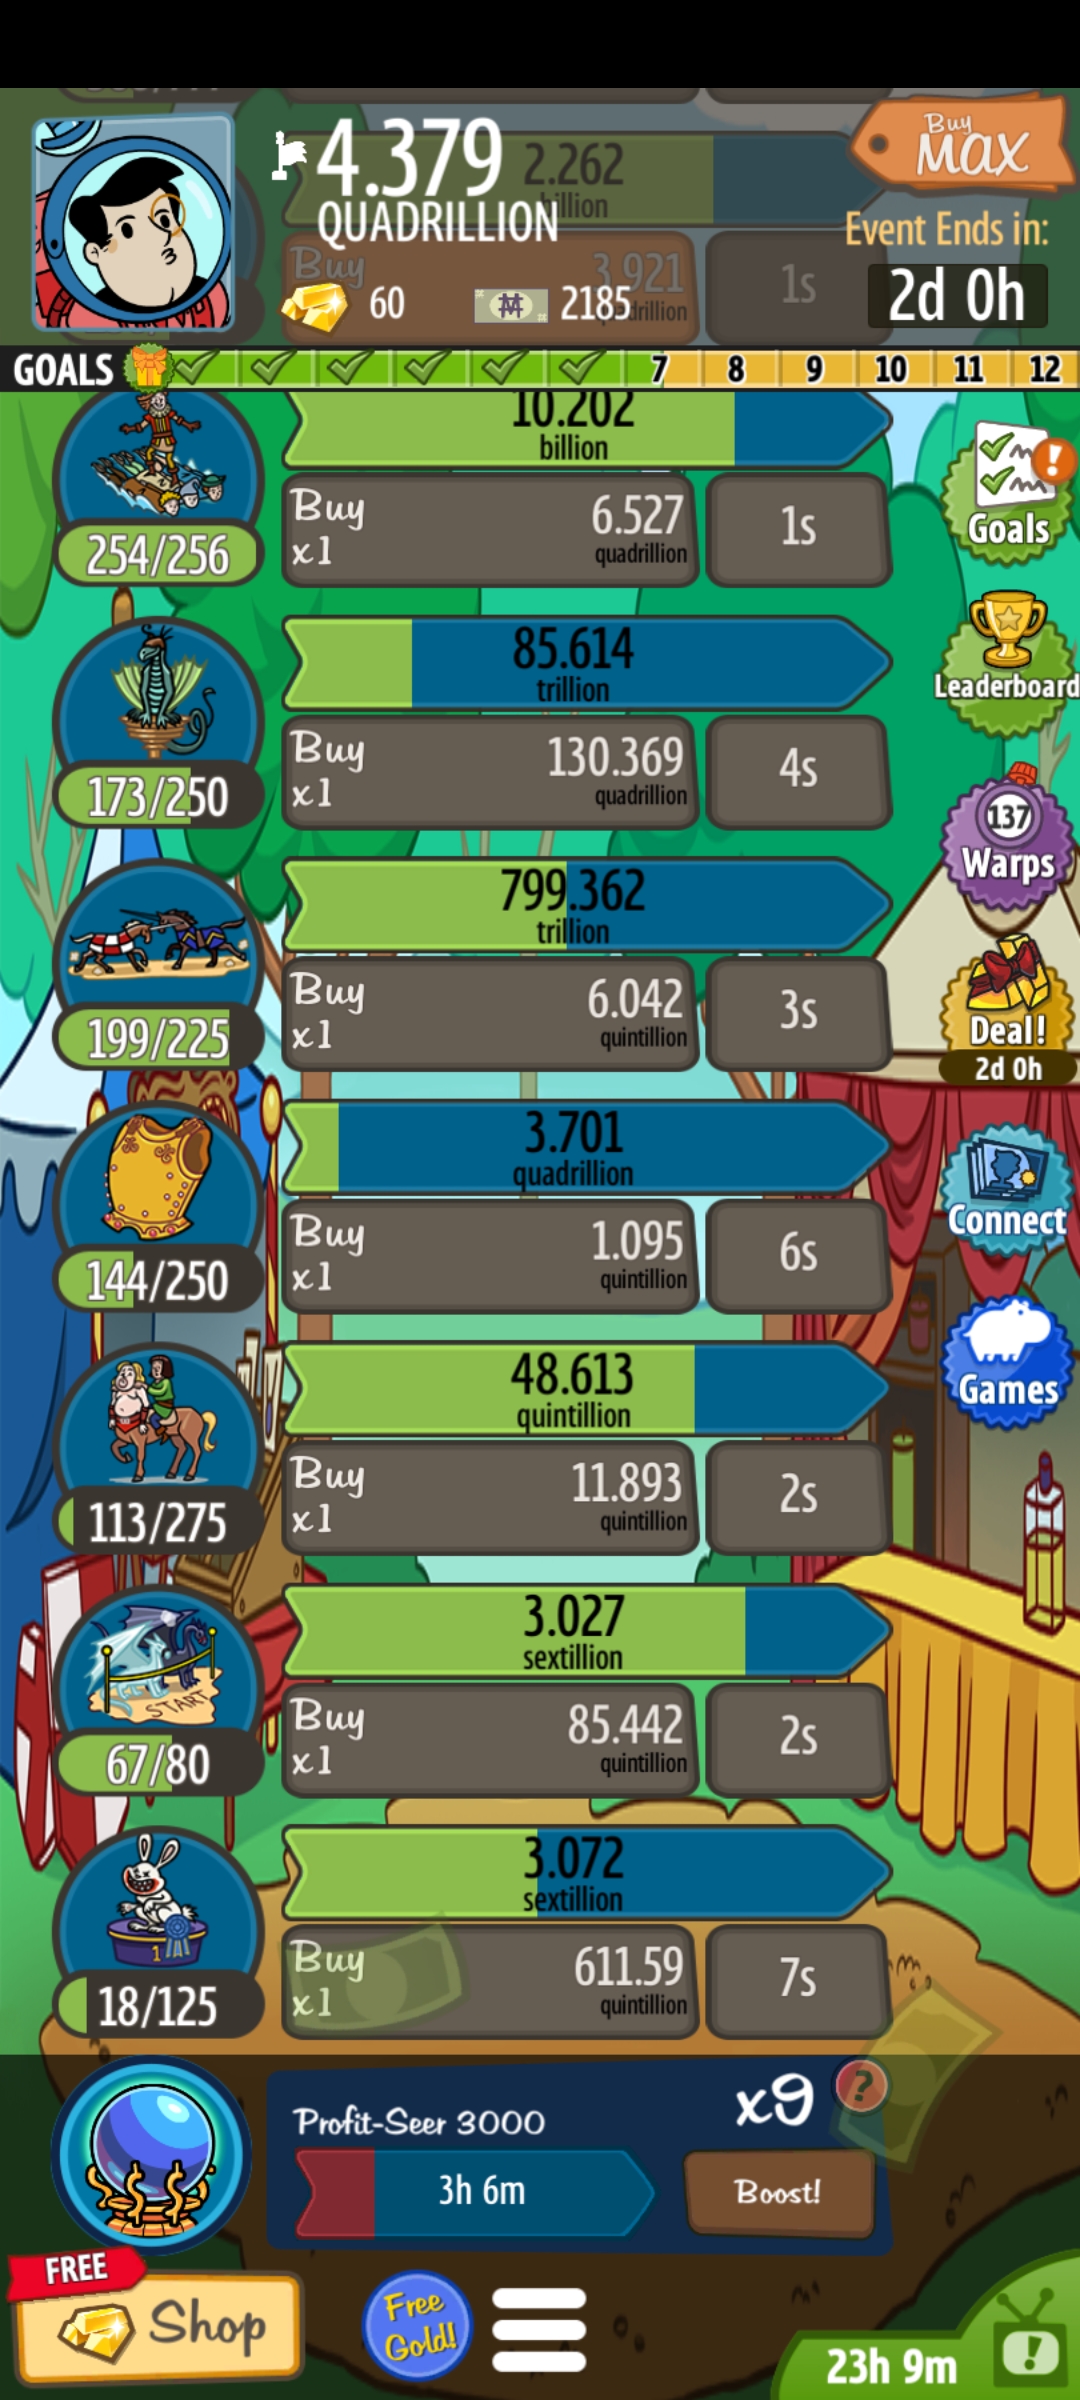 4.379
QUADRILLION
Buy
MAX
2.262
billion
Event Ends in:
2d 0h
Buy
3.921
1s
60
2185
GOALS 7 8 9 10 11 12
10.202
billion
254/256
Buy
x1
6.527
quadrillion
1s
Goals
85.614
trillion
173/250
Buy
x1
130.369
quadrillion
4s
Leaderboard
799.362
trillion
199/225
Buy
x1
6.042
quintillion
3s
137
Warps
Deal!
2d 0h
3.701
quadrillion
144/250
Buy
x1
1.095
quintillion
6s
Connect
48.613
quintillion
113/275
Buy
x1
11.893
quintillion
2s
Games
3.027
sextillion
START
67/80
Buy
x1
85.442
quintillion
2s
3.072
sextillion
1
18/125
Buy
x1
611.59
quintillion
7s
Profit-Seer 3000
x9
?
3h 6m
Boost!
FREE
Shop
Free
Gold!
23h 9m